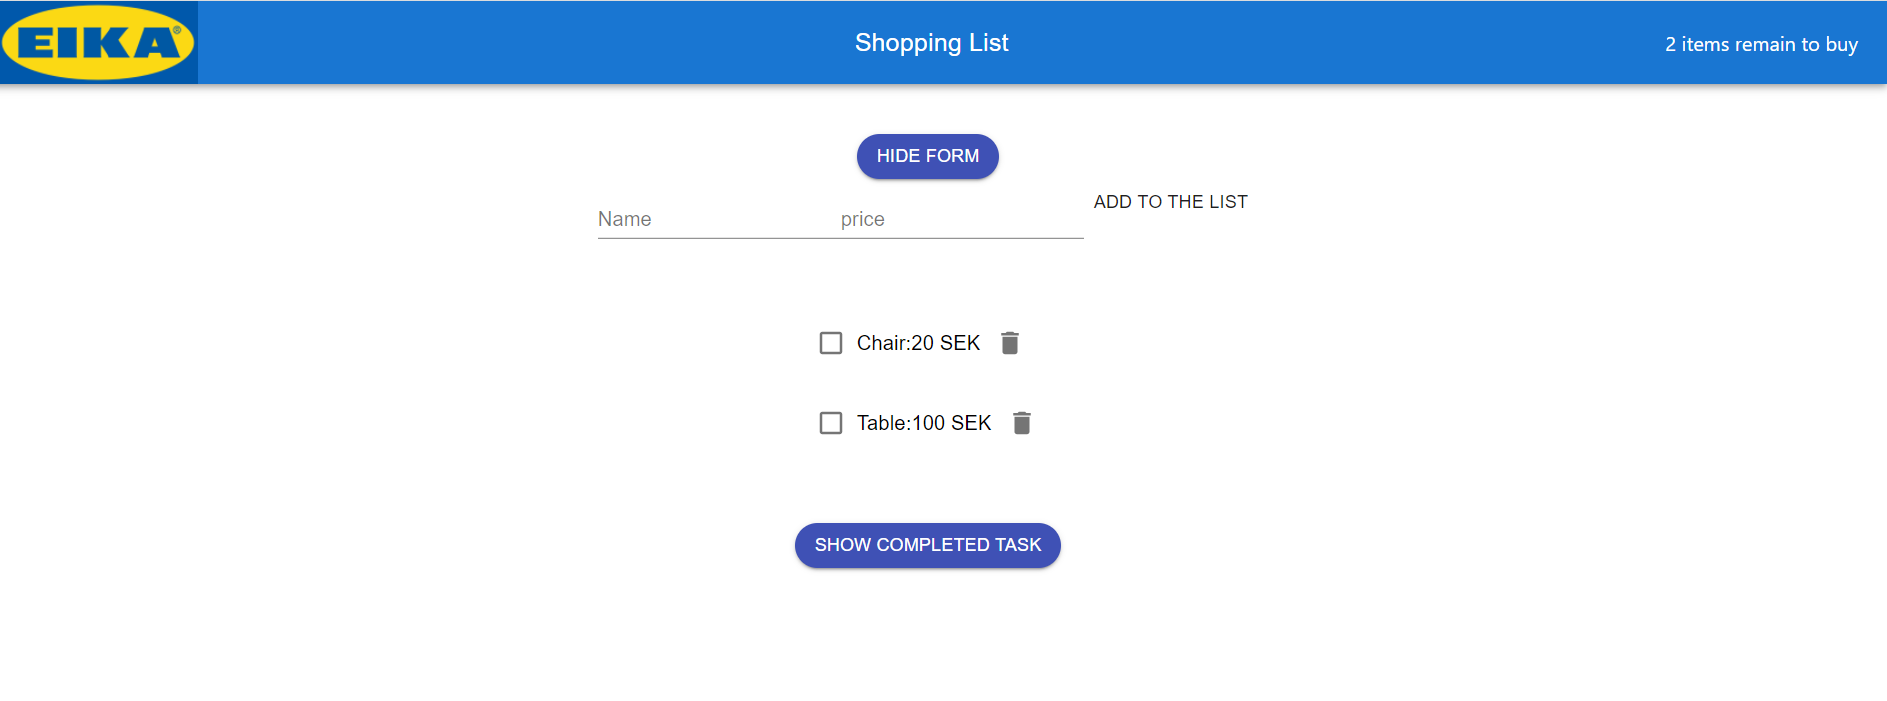 EIKA®
Shopping List
2 items remain to buy
HIDE FORM
Name
price
ADD TO THE LIST
Chair:20 SEK
Table:100 SEK
SHOW COMPLETED TASK